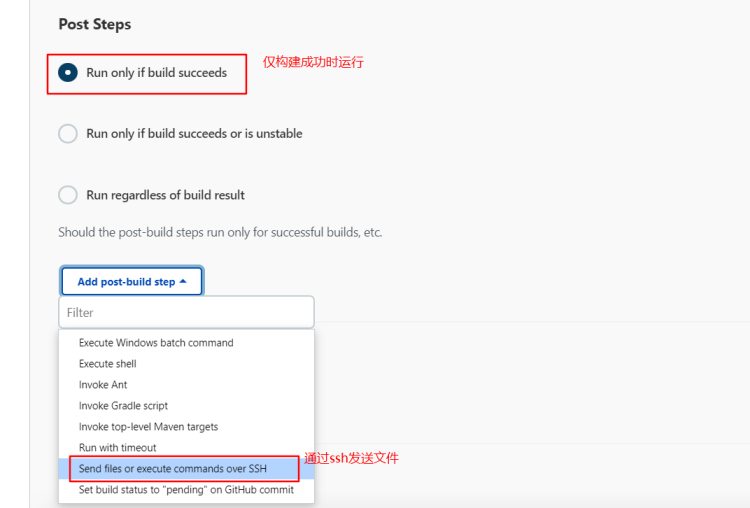 Post Steps
Run only if build succeeds
仅构建成功时运行
Run only if build succeeds or is unstable
Run regardless of build result
Should the post-build steps run only for successful builds, etc.
Add post-build step
Filter
Execute Windows batch command
Execute shell
Invoke Ant
Invoke Gradle script
Invoke top-level Maven targets
Run with timeout
Send files or execute commands over SSH
通过ssh发送文件
Set build status to "pending" on GitHub commit